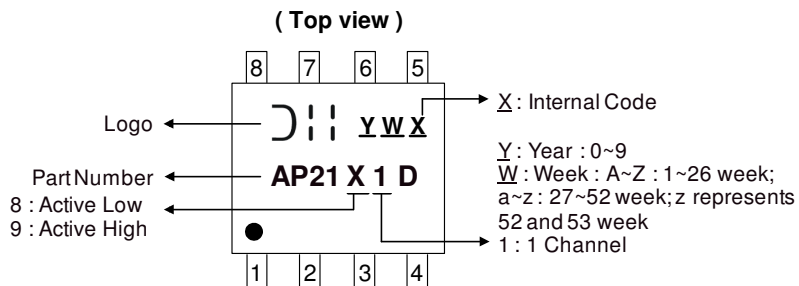 ( Top view )
8 7 6 5
Logo
Y W X
X : Internal Code
Part Number
AP21 X 1 D
8 : Active Low
9 : Active High
Y : Year : 0~9
W : Week : A~Z : 1~26 week;
a~z : 27~52 week; z represents
52 and 53 week
1 : 1 Channel
1 2 3 4